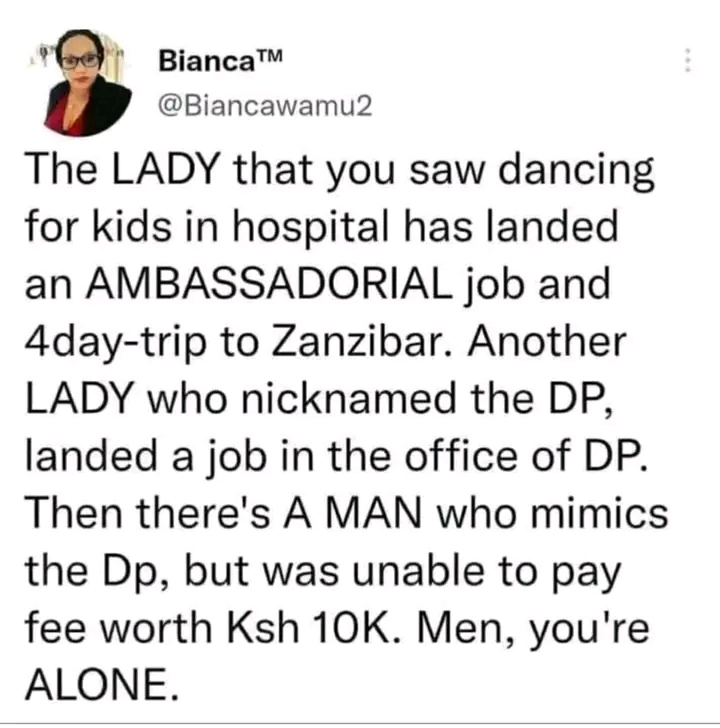 Bianca™
@Biancawamu2
The LADY that you saw dancing
for kids in hospital has landed
an AMBASSADORIAL job and
4day-trip to Zanzibar. Another
LADY who nicknamed the DP,
landed a job in the office of DP.
Then there's A MAN who mimics
the Dp, but was unable to pay
fee worth Ksh 10K. Men, you're
ALONE.